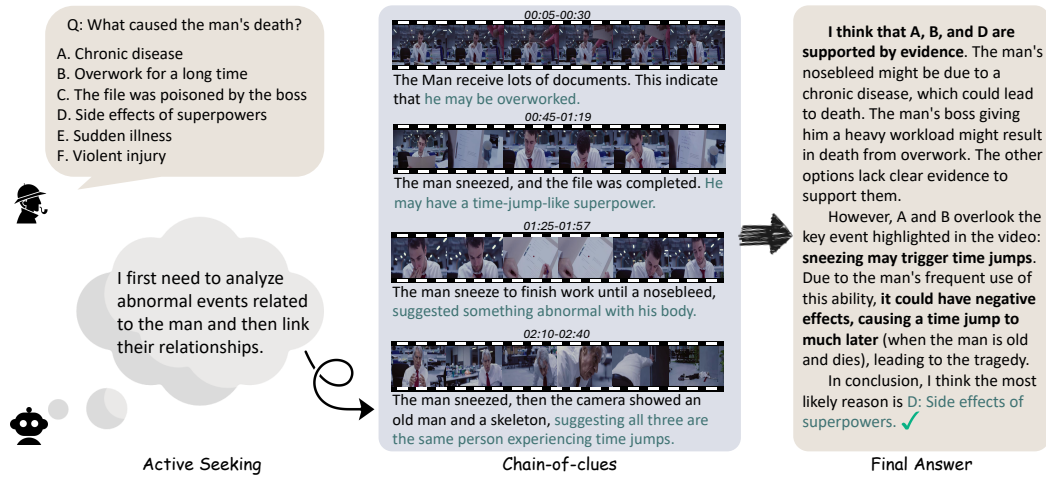 Q: What caused the man's death?
A. Chronic disease
B. Overwork for a long time
C. The file was poisoned by the boss
D. Side effects of superpowers
E. Sudden illness
F. Violent injury
I first need to analyze
abnormal events related
to the man and then link
their relationships.
Active Seeking
00:05-00:30
The Man receive lots of documents. This indicate
that he may be overworked.
00:45-01:19
The man sneezed, and the file was completed. He
may have a time-jump-like superpower.
01:25-01:57
The man sneeze to finish work until a nosebleed,
suggested something abnormal with his body.
02:10-02:40
The man sneezed, then the camera showed an
old man and a skeleton, suggesting all three are
the same person experiencing time jumps.
Chain-of-clues
I think that A, B, and D are
supported by evidence. The man's
nosebleed might be due to a
chronic disease, which could lead
to death. The man's boss giving
him a heavy workload might result
in death from overwork. The other
options lack clear evidence to
support them.
However, A and B overlook the
key event highlighted in the video:
sneezing may trigger time jumps.
Due to the man's frequent use of
this ability, it could have negative
effects, causing a time jump to
much later (when the man is old
and dies), leading to the tragedy.
In conclusion, I think the most
likely reason is D: Side effects of
superpowers.
Final Answer